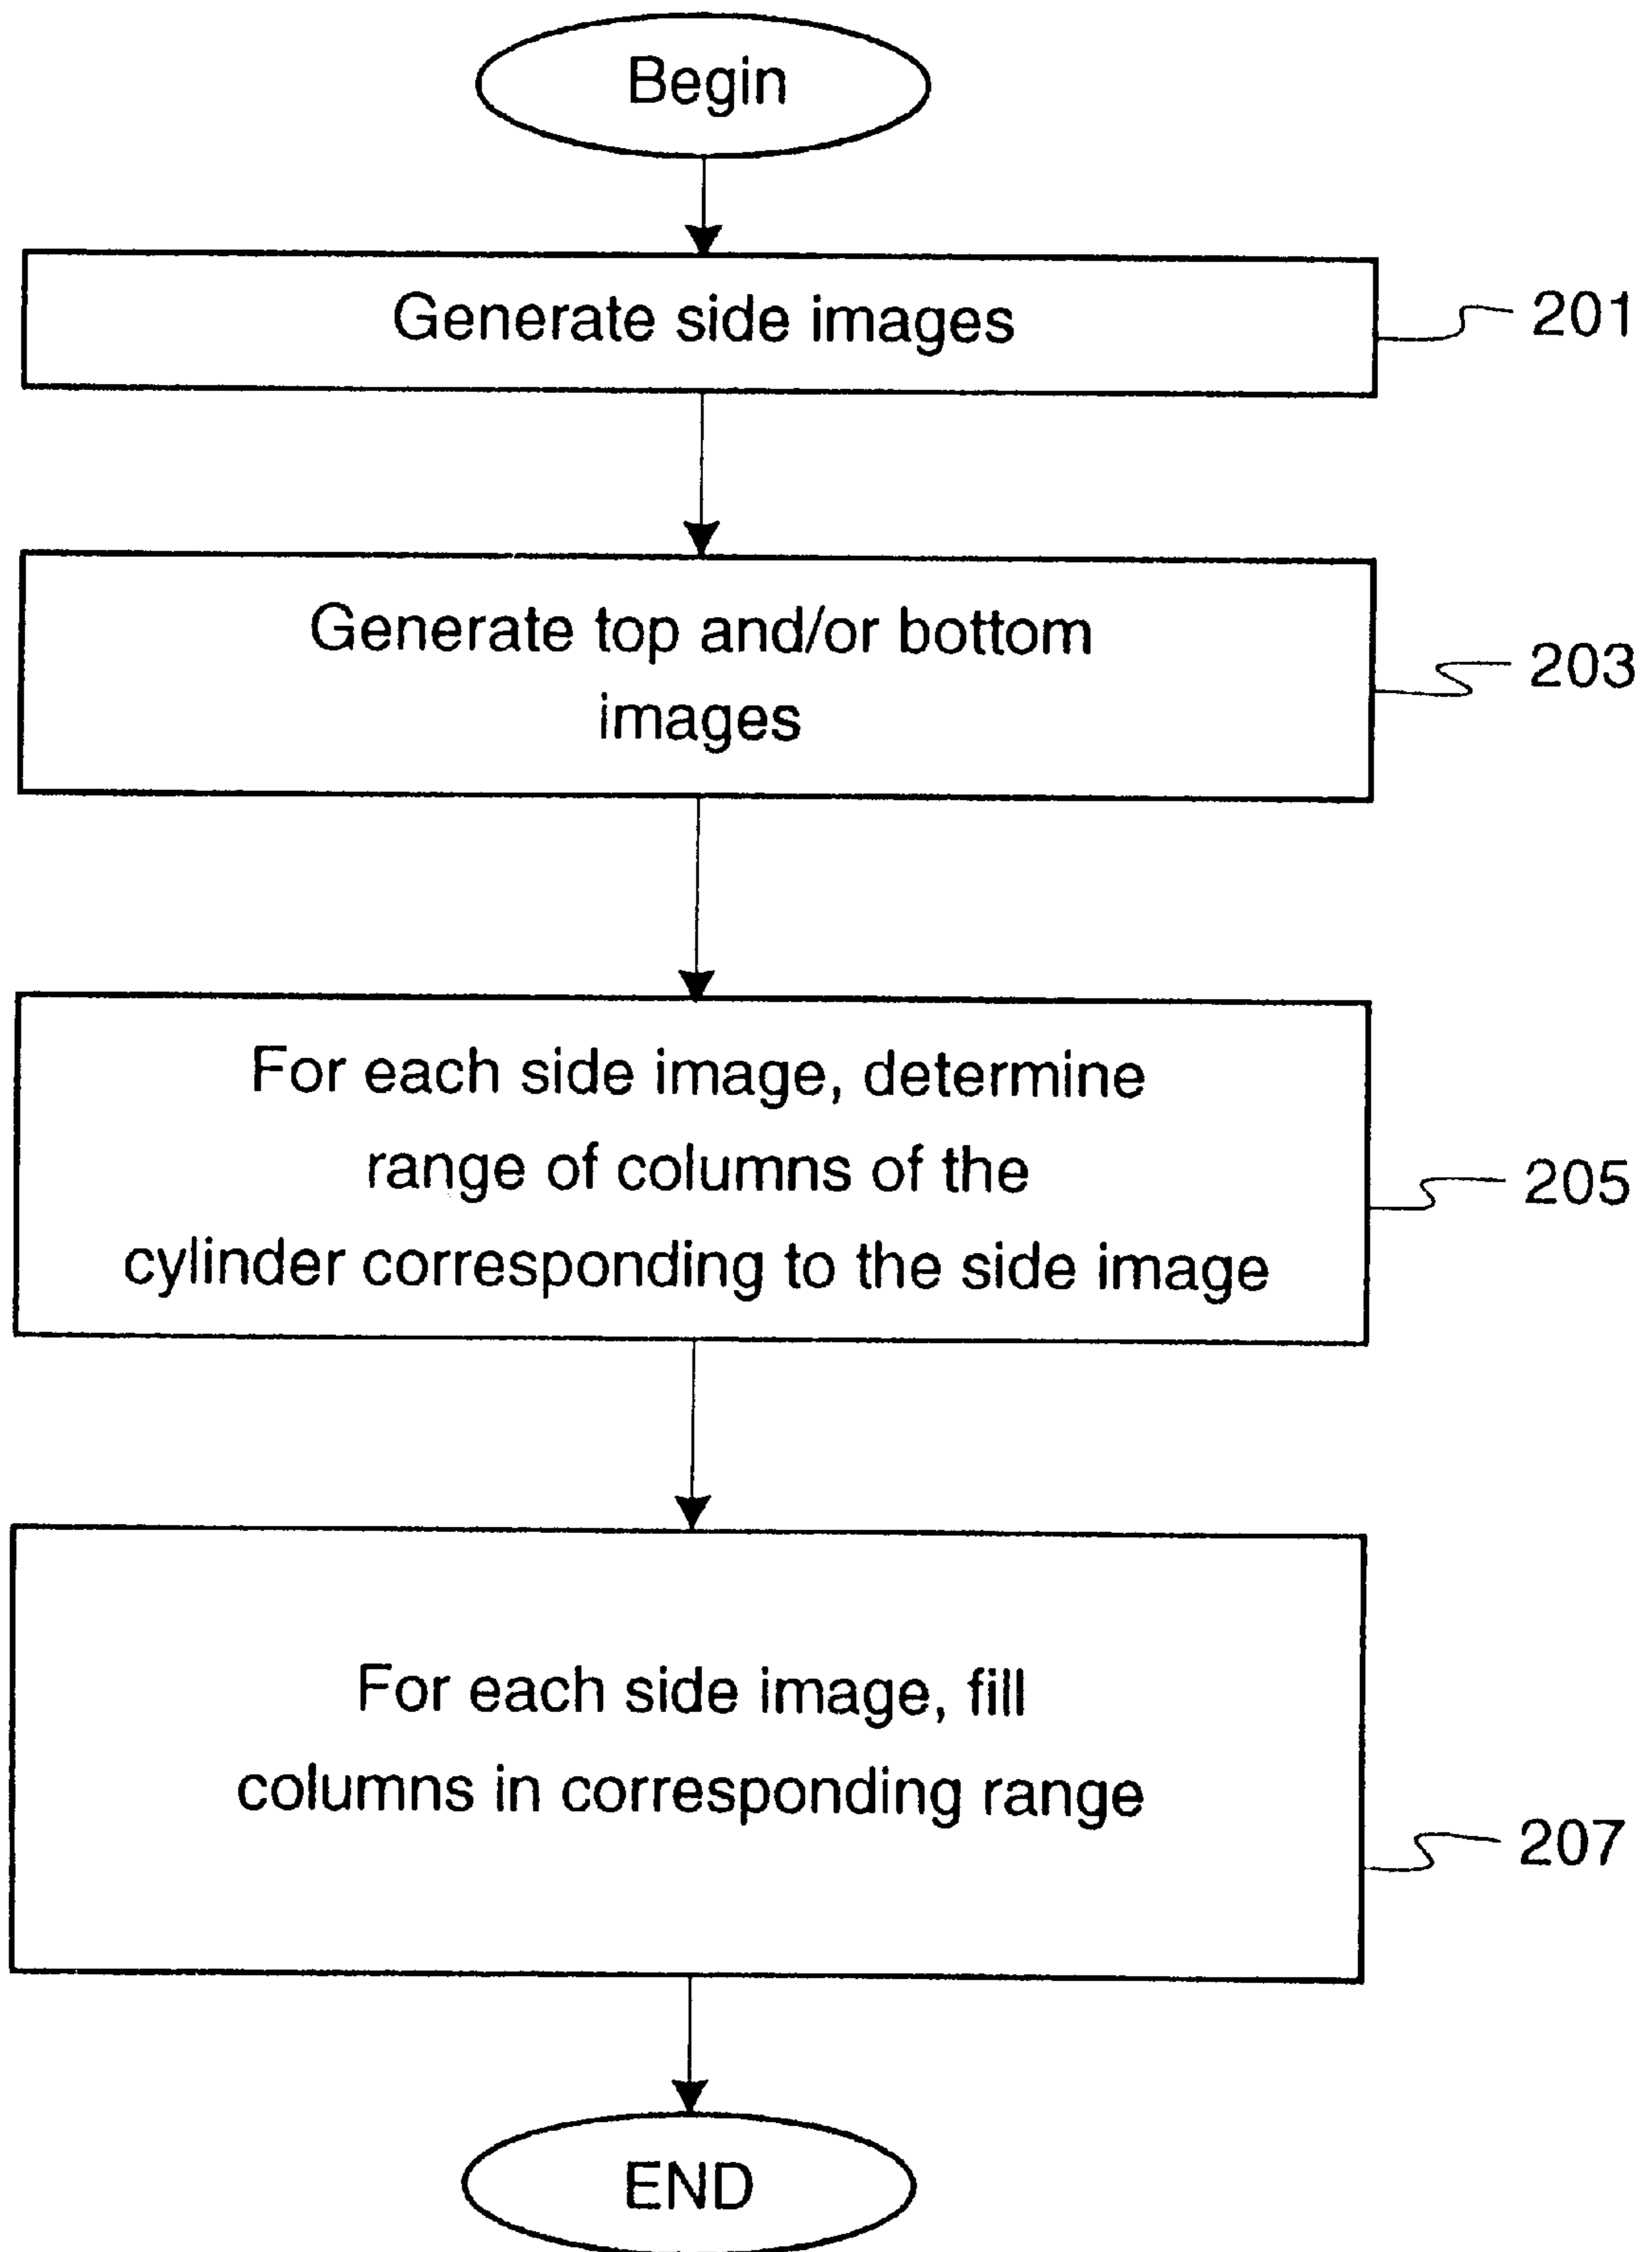 Begin
Generate side images
201
Generate top and/or bottom
images
203
For each side image, determine
range of columns of the
cylinder corresponding to the side image
205
For each side image, fill
columns in corresponding range
207
END